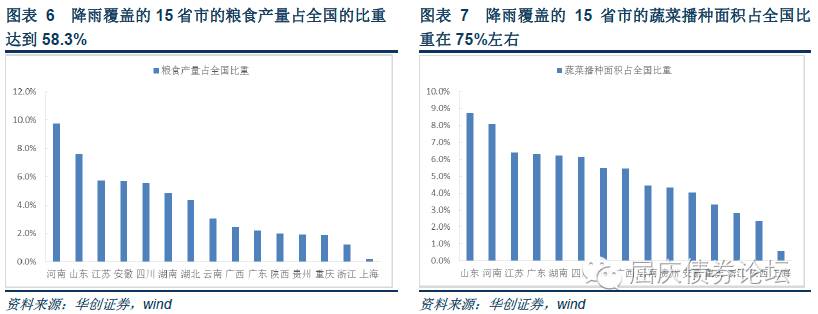 图表 6 降雨覆盖的 15 省市的粮食产量占全国的比重
达到 58.3%
粮食产量占全国比重
12.0%
10.0%
8.0%
6.0%
4.0%
2.0%
0.0%
河南 山东 江苏 安徽 四川 湖南 湖北 云南 广西 广东 陕西 贵州 重庆 浙江 上海
资料来源：华创证券，wind
图表 7 降雨覆盖的 15 省市的蔬菜播种面积占全国比
重在 75%左右
蔬菜播种面积占全国比重
10.0%
9.0%
8.0%
7.0%
6.0%
5.0%
4.0%
3.0%
2.0%
1.0%
0.0%
山东 河南 江苏 广东 湖南 四川
屈庆债券论坛
资料来源：华创证券，wind